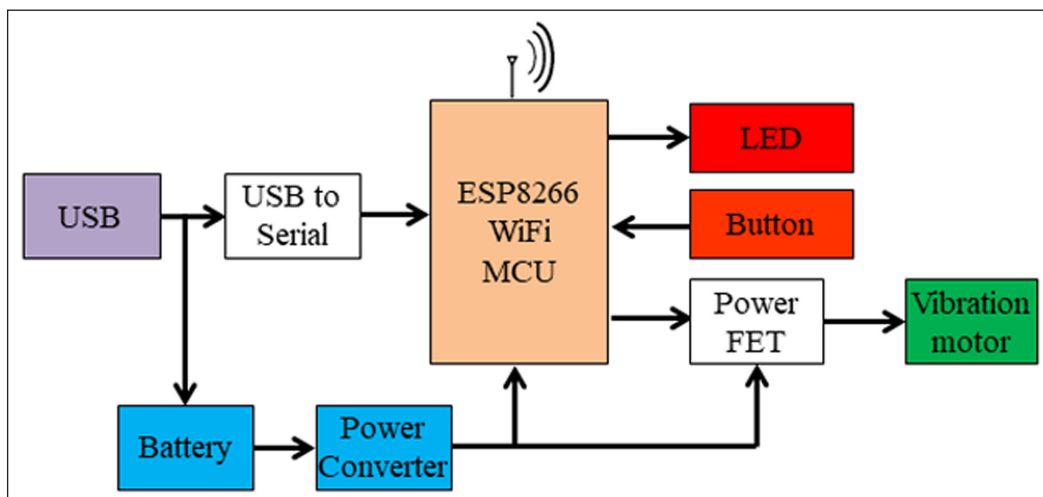 USB
USB to
Serial
ESP8266
WiFi
MCU
LED
Button
Power
FET
Vibration
motor
Battery
Power
Converter